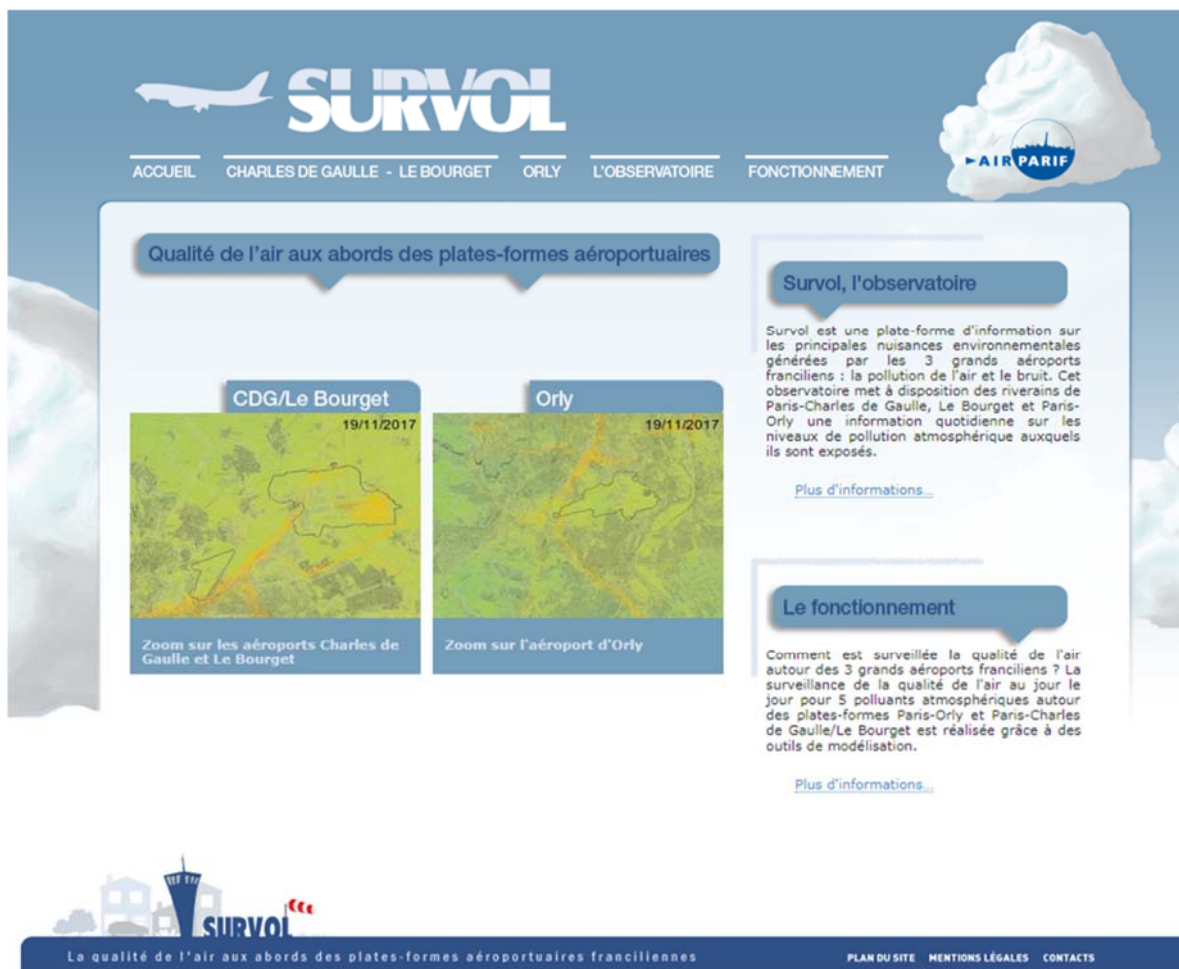 SURVOL
AIRPARIF
ACCUEIL
CHARLES DE GAULLE - LE BOURGET
ORLY
L'OBSERVATOIRE
FONCTIONNEMENT
Qualité de l'air aux abords des plates-formes aéroportuaires
CDG/Le Bourget
19/11/2017
Zoom sur les aéroports Charles de
Gaulle et Le Bourget
Orly
19/11/2017
Zoom sur l'aéroport d'Orly
Survol, l'observatoire
Survol est une plate-forme d'information sur
les principales nuisances environnementales
générées par les 3 grands aéroports
franciliens : la pollution de l'air et le bruit. Cet
observatoire met à disposition des riverains de
Paris-Charles de Gaulle, Le Bourget et Paris-
Orly une information quotidienne sur les
niveaux de pollution atmosphérique auxquels
ils sont exposés.
Plus d'informations...
Le fonctionnement
Comment est surveillée la qualité de l'air
autour des 3 grands aéroports franciliens ? La
surveillance de la qualité de l'air au jour le
jour pour 5 polluants atmosphériques autour
des plates-formes Paris-Orly et Paris-Charles
de Gaulle/Le Bourget est réalisée grâce à des
outils de modélisation.
Plus d'informations...
SURVOL
La qualité de l'air aux abords des plates-formes aéroportuaires franciliennes
PLAN DU SITE
MENTIONS LÉGALES
CONTACTS